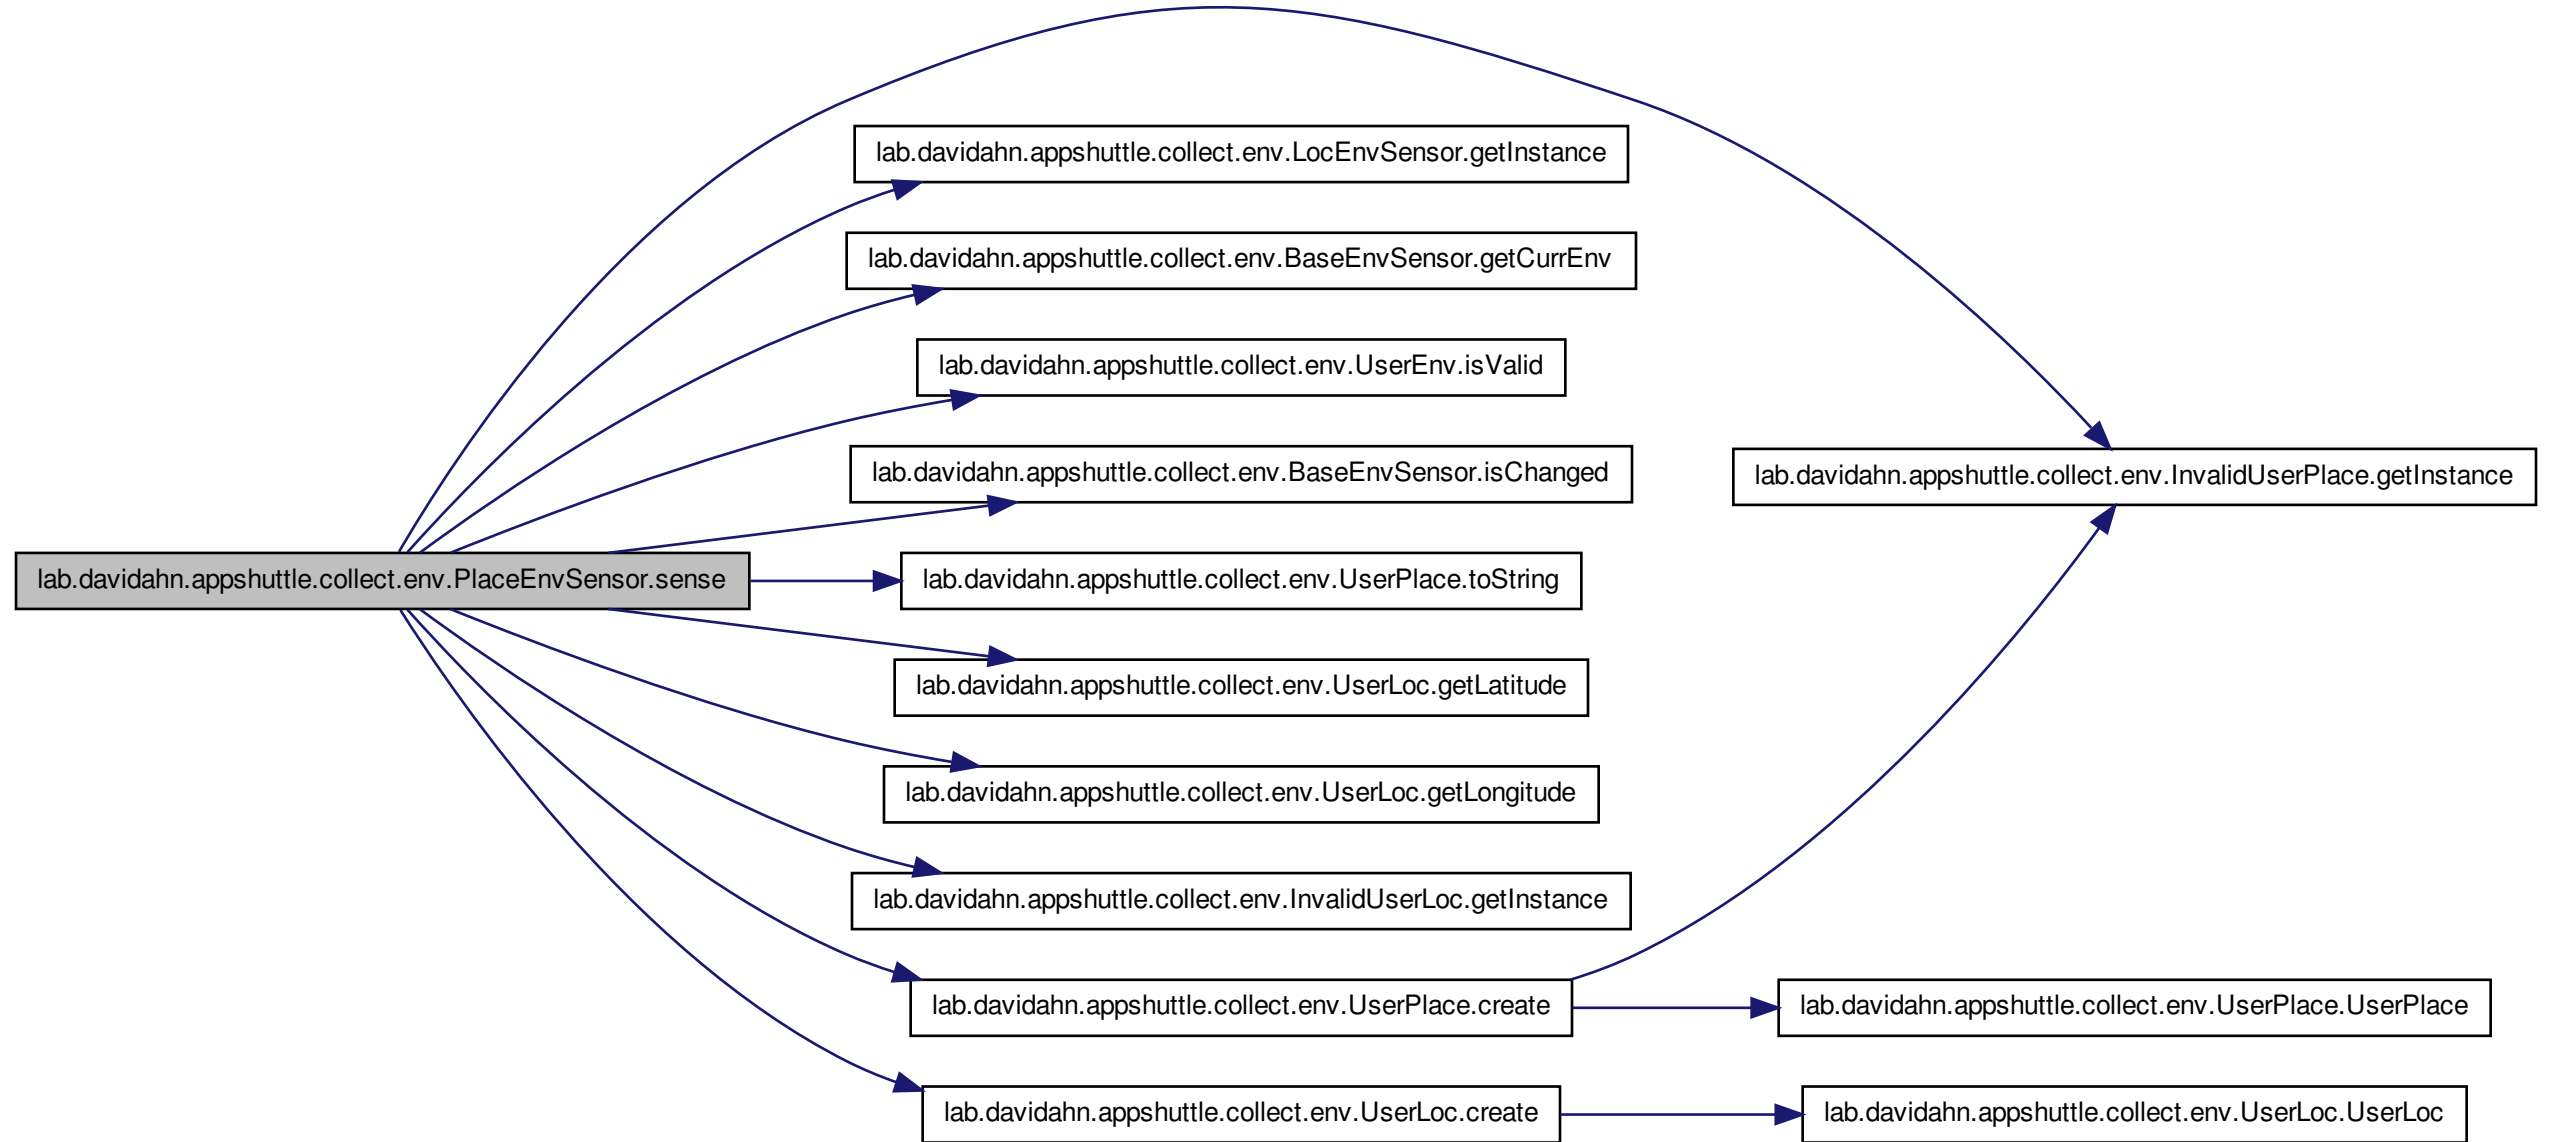 lab.davidahn.appshuttle.collect.env.LocEnvSensor.getInstance
lab.davidahn.appshuttle.collect.env.BaseEnvSensor.getCurrEnv
lab.davidahn.appshuttle.collect.env.UserEnv.isValid
lab.davidahn.appshuttle.collect.env.BaseEnvSensor.isChanged
lab.davidahn.appshuttle.collect.env.InvalidUserPlace.getInstance
lab.davidahn.appshuttle.collect.env.PlaceEnvSensor.sense
lab.davidahn.appshuttle.collect.env.UserPlace.toString
lab.davidahn.appshuttle.collect.env.UserLoc.getLatitude
lab.davidahn.appshuttle.collect.env.UserLoc.getLongitude
lab.davidahn.appshuttle.collect.env.InvalidUserLoc.getInstance
lab.davidahn.appshuttle.collect.env.UserPlace.create
lab.davidahn.appshuttle.collect.env.UserPlace.UserPlace
lab.davidahn.appshuttle.collect.env.UserLoc.create
lab.davidahn.appshuttle.collect.env.UserLoc.UserLoc